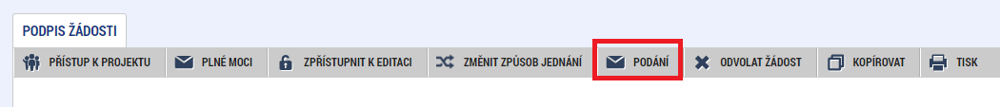 PODPIS ŽÁDOSTI
PŘÍSTUP K PROJEKTU PLNÉ MOCI ZPŘÍSTUPNIT K EDITACI ZMĚNIT ZPŮSOB JEDNÁNÍ PODÁNÍ ODVOLAT ŽÁDOST KOPÍROVAT TISK